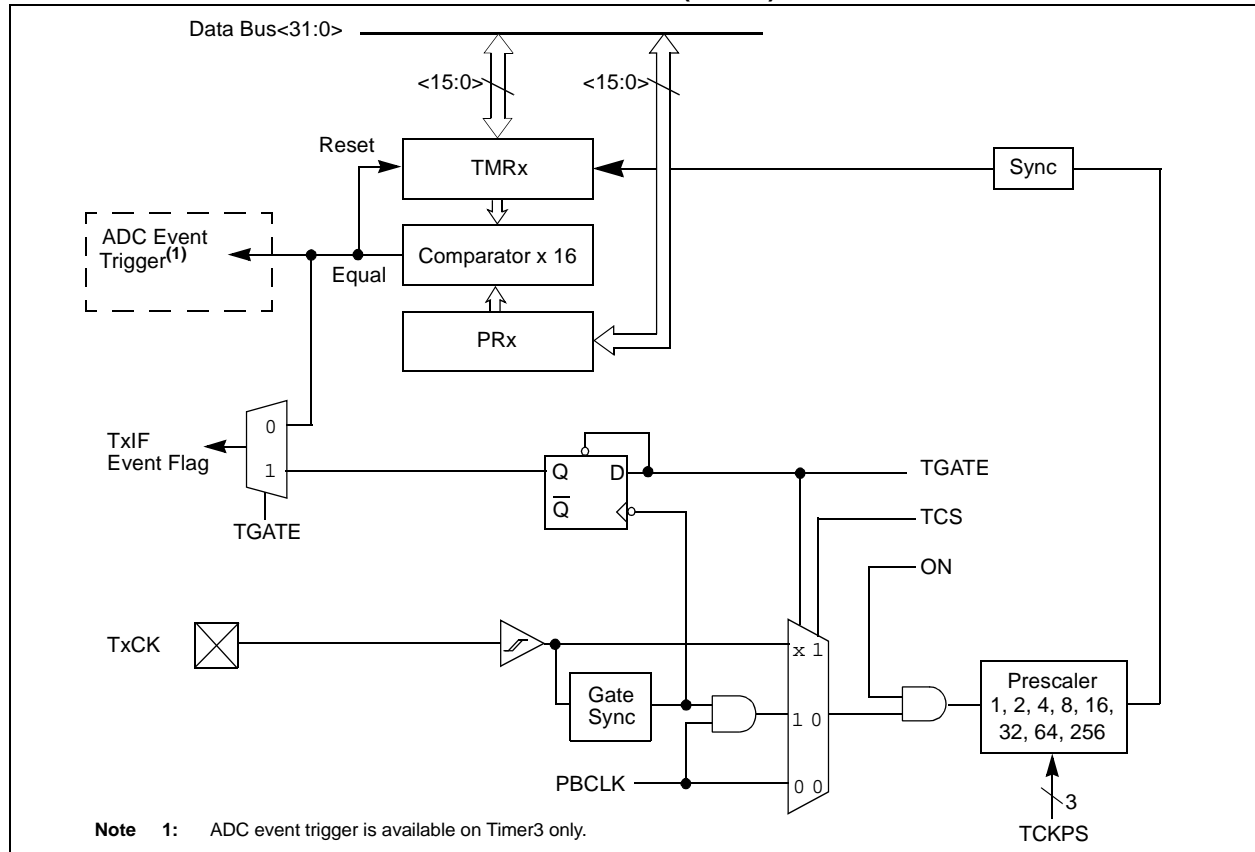 Data Bus<31:0>
<15:0>
<15:0>
Reset
TMRx
Sync
ADC Event
Trigger(1)
Equal
Comparator x 16
PRx
0
1
TxIF
Event Flag
TGATE
Q
D
Q̅
TGATE
TCS
ON
TxCK
x 1
Gate
Sync
1 0
Prescaler
1, 2, 4, 8, 16,
32, 64, 256
PBCLK
0 0
3
TCKPS
Note 1: ADC event trigger is available on Timer3 only.